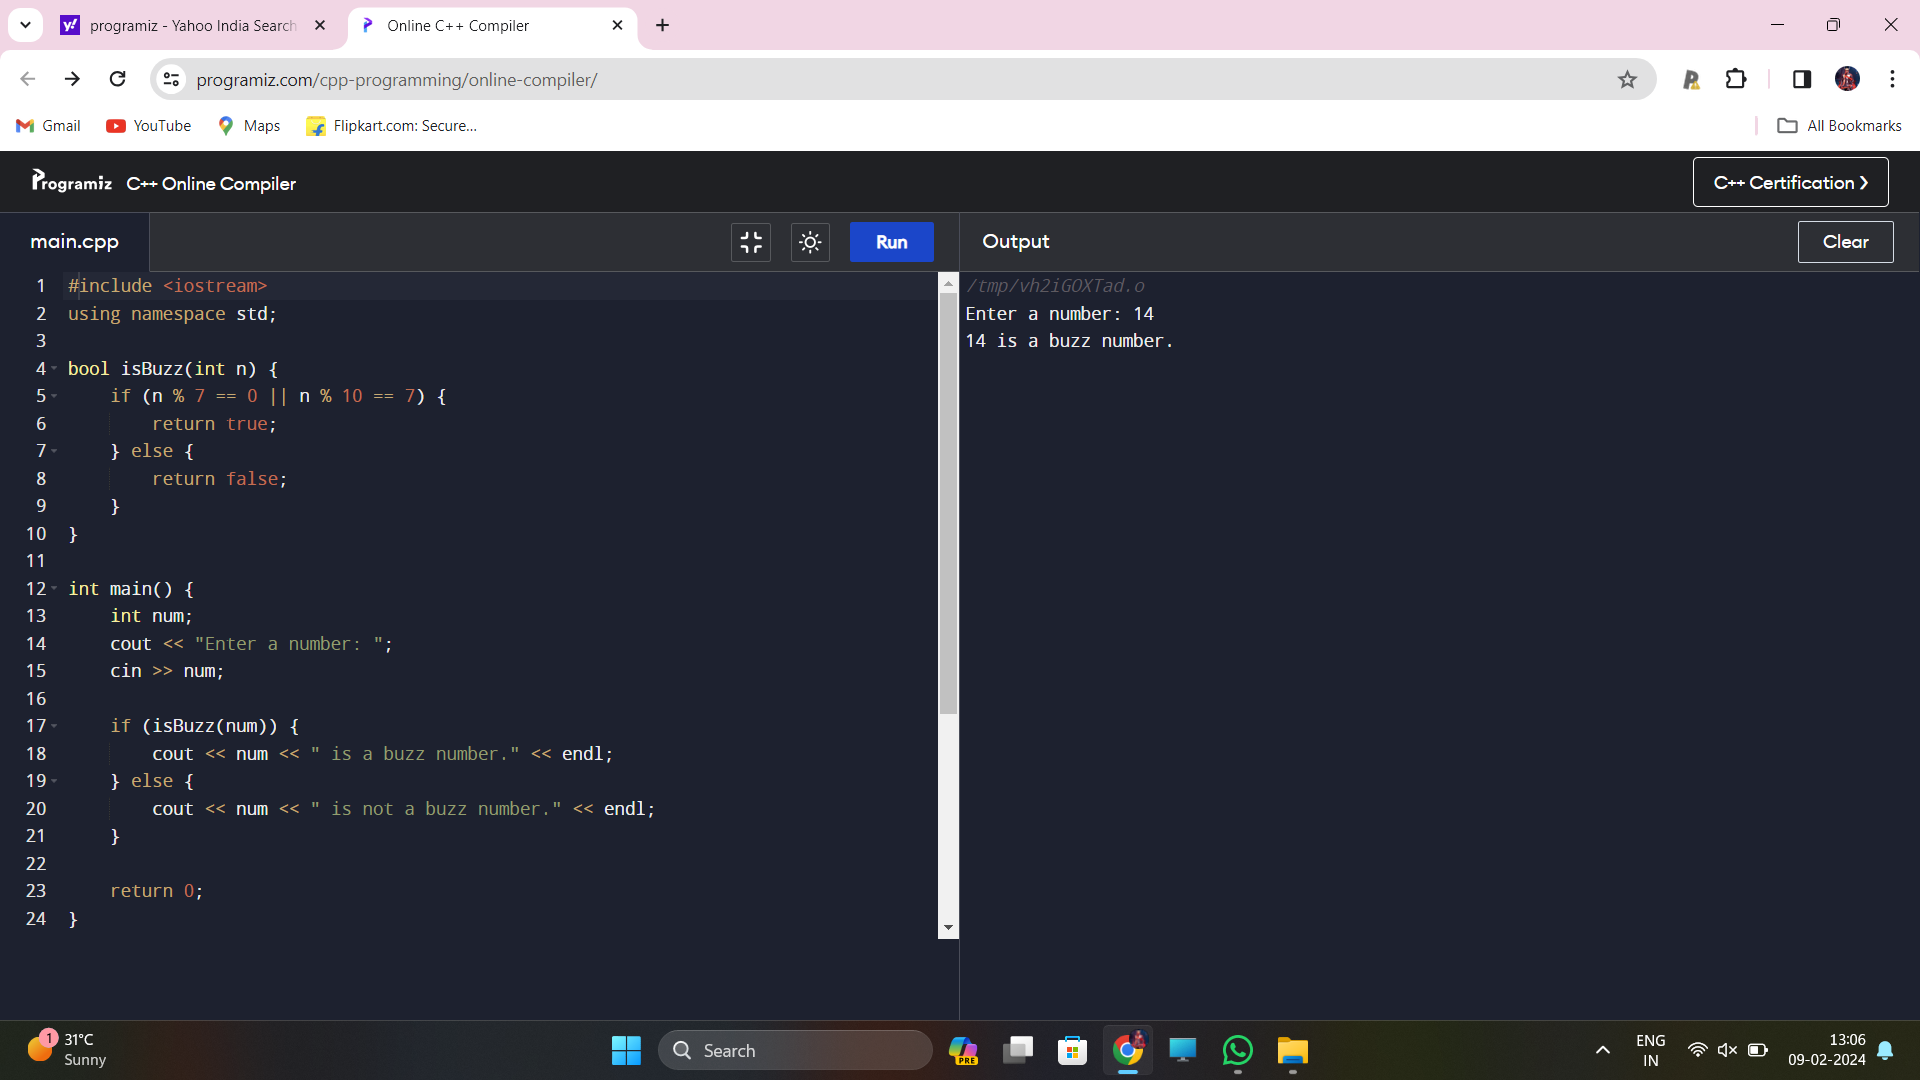 programiz - Yahoo India Search
Online C++ Compiler
programiz.com/cpp-programming/online-compiler/
Gmail
YouTube
Maps
Flipkart.com: Secure...
All Bookmarks
Programiz
C++ Online Compiler
C++ Certification ❯
main.cpp
Run
Output
Clear
1 #include <iostream>
2 using namespace std;
3
4 bool isBuzz(int n) {
5     if (n % 7 == 0 || n % 10 == 7) {
6         return true;
7     } else {
8         return false;
9     }
10 }
11
12 int main() {
13     int num;
14     cout << "Enter a number: ";
15     cin >> num;
16
17     if (isBuzz(num)) {
18         cout << num << " is a buzz number." << endl;
19     } else {
20         cout << num << " is not a buzz number." << endl;
21     }
22
23     return 0;
24 }
/tmp/vh2iGOXTad.o
Enter a number: 14
14 is a buzz number.
1
31°C
Sunny
Search
PRE
ENG
IN
13:06
09-02-2024